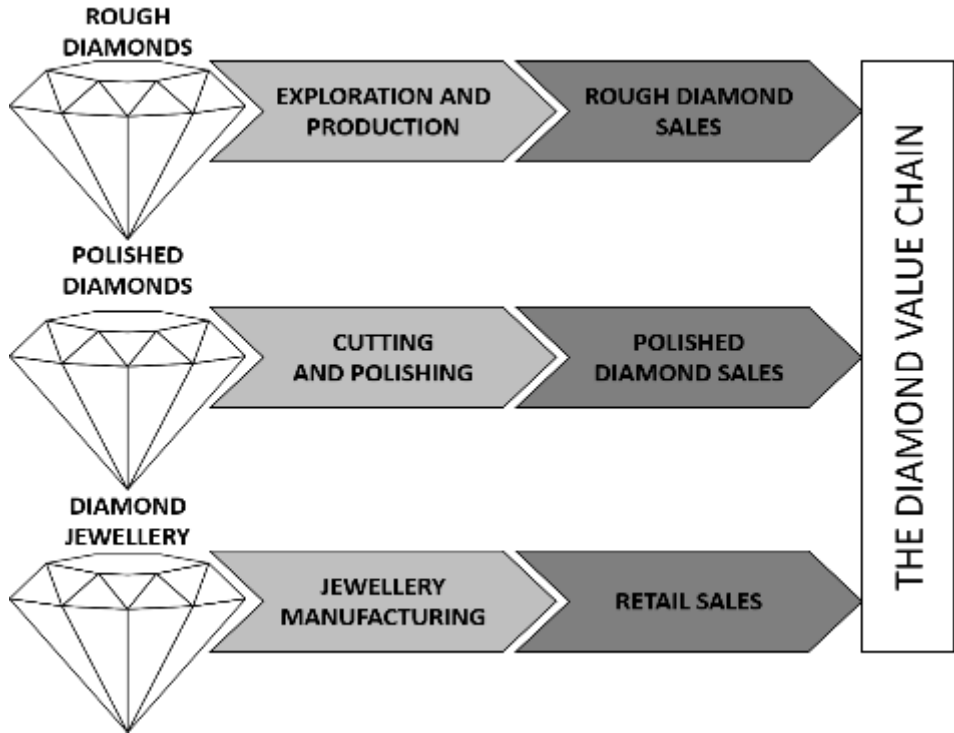 ROUGH
DIAMONDS
EXPLORATION AND
PRODUCTION
ROUGH DIAMOND
SALES
POLISHED
DIAMONDS
CUTTING
AND POLISHING
POLISHED
DIAMOND SALES
DIAMOND
JEWELLERY
JEWELLERY
MANUFACTURING
RETAIL SALES
THE DIAMOND VALUE CHAIN